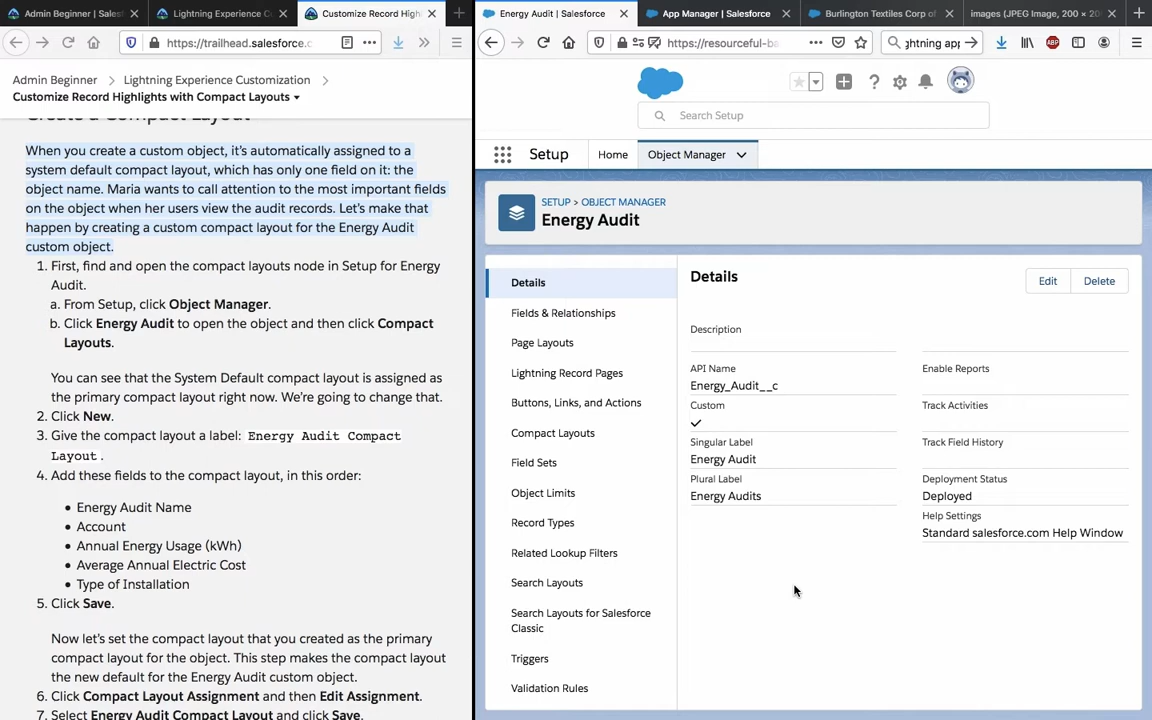 Admin Beginner | Sales
Lightning Experience C
Customize Record High
https://trailhead.salesforce.c
Admin Beginner
Lightning Experience Customization
Customize Record Highlights with Compact Layouts
Create a Compact Layout
When you create a custom object, it's automatically assigned to a
system default compact layout, which has only one field on it: the
object name. Maria wants to call attention to the most important fields
on the object when her users view the audit records. Let's make that
happen by creating a custom compact layout for the Energy Audit
custom object.
1. First, find and open the compact layouts node in Setup for Energy
Audit.
a. From Setup, click Object Manager.
b. Click Energy Audit to open the object and then click Compact
Layouts.
You can see that the System Default compact layout is assigned as
the primary compact layout right now. We're going to change that.
2. Click New.
3. Give the compact layout a label: Energy Audit Compact
Layout .
4. Add these fields to the compact layout, in this order:
• Energy Audit Name
• Account
• Annual Energy Usage (kWh)
• Average Annual Electric Cost
• Type of Installation
5. Click Save.
Now let's set the compact layout that you created as the primary
compact layout for the object. This step makes the compact layout
the new default for the Energy Audit custom object.
6. Click Compact Layout Assignment and then Edit Assignment.
7. Select Energy Audit Compact Layout and click Save.
Energy Audit | Salesforce
App Manager | Salesforce
Burlington Textiles Corp of
images (JPEG Image, 200 × 20
https://resourceful-ba
ghtning app
ABP
Search Setup
Setup
Home
Object Manager
SETUP > OBJECT MANAGER
Energy Audit
Details
Fields & Relationships
Page Layouts
Lightning Record Pages
Buttons, Links, and Actions
Compact Layouts
Field Sets
Object Limits
Record Types
Related Lookup Filters
Search Layouts
Search Layouts for Salesforce
Classic
Triggers
Validation Rules
Details
Edit
Delete
Description
API Name
Energy_Audit__c
Custom
Singular Label
Energy Audit
Plural Label
Energy Audits
Enable Reports
Track Activities
Track Field History
Deployment Status
Deployed
Help Settings
Standard salesforce.com Help Window